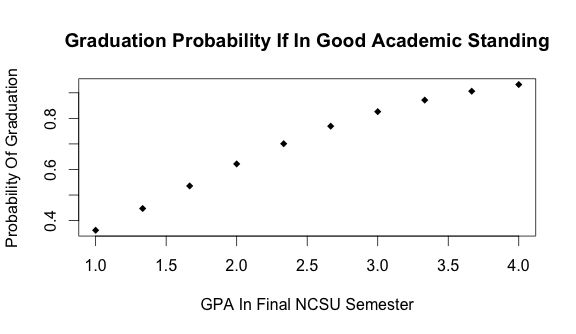 Graduation Probability If In Good Academic Standing
Probability Of Graduation
0.8
0.6
0.4
1.0 1.5 2.0 2.5 3.0 3.5 4.0
GPA In Final NCSU Semester